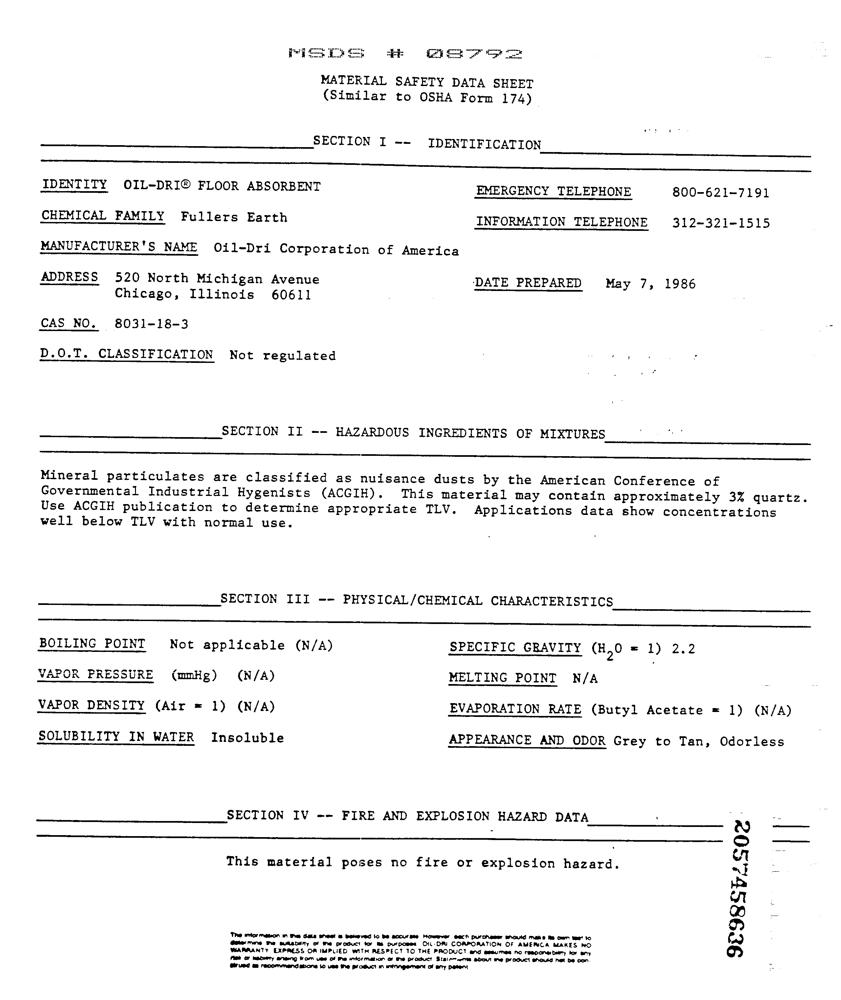 MSDS # 08792
MATERIAL SAFETY DATA SHEET
(Similar to OSHA Form 174)
SECTION I -- IDENTIFICATION
IDENTITY OIL-DRI® FLOOR ABSORBENT
EMERGENCY TELEPHONE 800-621-7191
CHEMICAL FAMILY Fullers Earth
INFORMATION TELEPHONE 312-321-1515
MANUFACTURER'S NAME Oil-Dri Corporation of America
ADDRESS 520 North Michigan Avenue
Chicago, Illinois 60611
DATE PREPARED May 7, 1986
CAS NO. 8031-18-3
D.O.T. CLASSIFICATION Not regulated
SECTION II -- HAZARDOUS INGREDIENTS OF MIXTURES
Mineral particulates are classified as nuisance dusts by the American Conference of
Governmental Industrial Hygenists (ACGIH). This material may contain approximately 3% quartz.
Use ACGIH publication to determine appropriate TLV. Applications data show concentrations
well below TLV with normal use.
SECTION III -- PHYSICAL/CHEMICAL CHARACTERISTICS
BOILING POINT Not applicable (N/A)
SPECIFIC GRAVITY (H2O = 1) 2.2
VAPOR PRESSURE (mmHg) (N/A)
MELTING POINT N/A
VAPOR DENSITY (Air = 1) (N/A)
EVAPORATION RATE (Butyl Acetate = 1) (N/A)
SOLUBILITY IN WATER Insoluble
APPEARANCE AND ODOR Grey to Tan, Odorless
SECTION IV -- FIRE AND EXPLOSION HAZARD DATA
This material poses no fire or explosion hazard.
2057458636
The information in this data sheet is believed to be accurate. However, each purchaser should make its own test to
determine the suitability of the product for its purposes. OIL-DRI CORPORATION OF AMERICA MAKES NO
WARRANTY, EXPRESS OR IMPLIED, WITH RESPECT TO THE PRODUCT and assumes no responsibility for any
risk or liability arising from use of the information or the product. Statements about the product should not be con-
strued as recommendations to use the product in infringement of any patent.